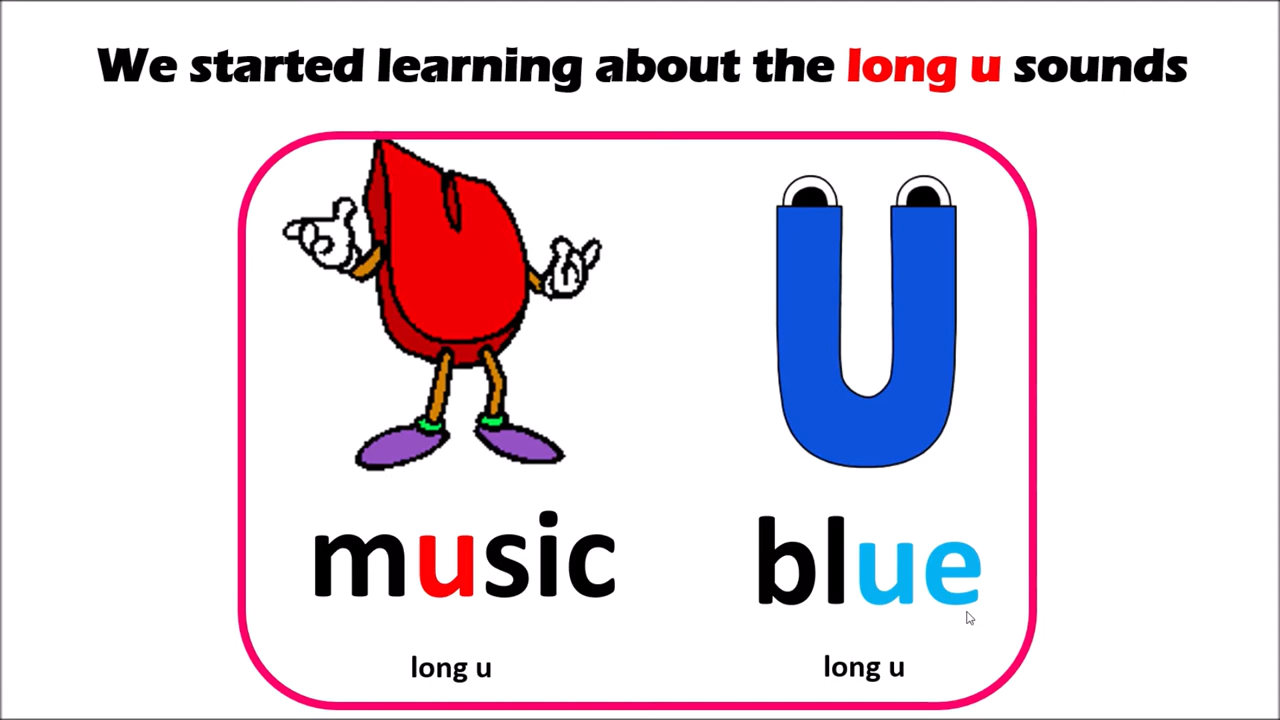 We started learning about the long u sounds
music
blue
long u
long u